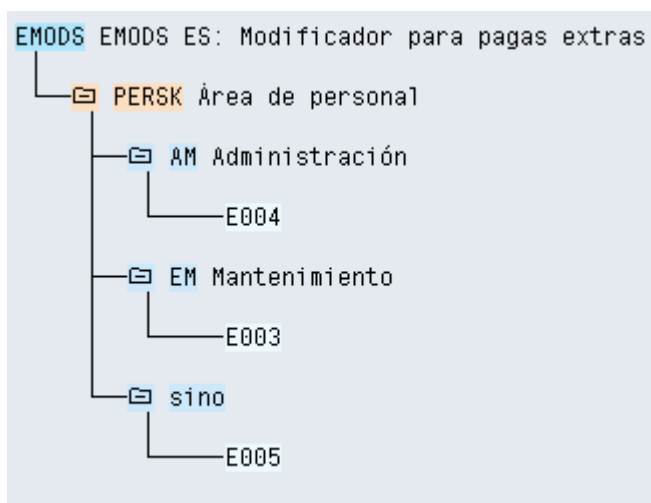 EMODS EMODS ES: Modificador para pagas extras
PERSK Área de personal
AM Administración
E004
EM Mantenimiento
E003
sino
E005